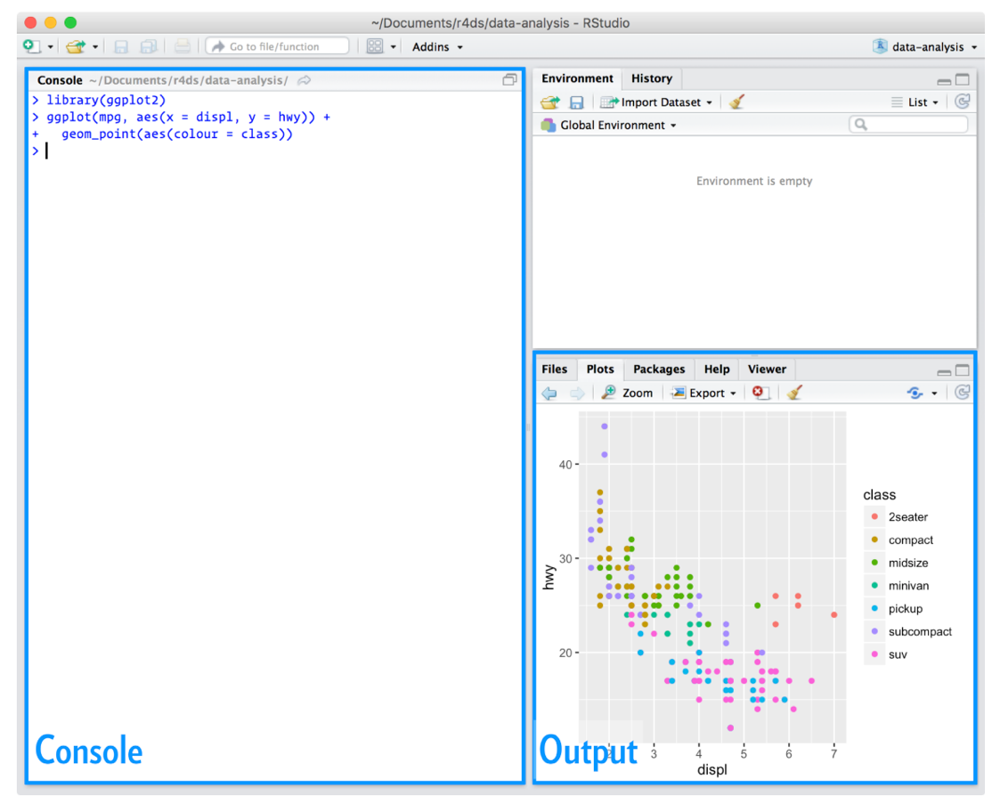 ~/Documents/r4ds/data-analysis - RStudio
Go to file/function
Addins
data-analysis
Console ~/Documents/r4ds/data-analysis/
> library(ggplot2)
> ggplot(mpg, aes(x = displ, y = hwy)) +
+   geom_point(aes(colour = class))
>
Console
Environment History
Import Dataset
List
Global Environment
Environment is empty
Files Plots Packages Help Viewer
Zoom Export
40
30
20
hwy
2 3 4 5 6 7
displ
class
2seater
compact
midsize
minivan
pickup
subcompact
suv
Output